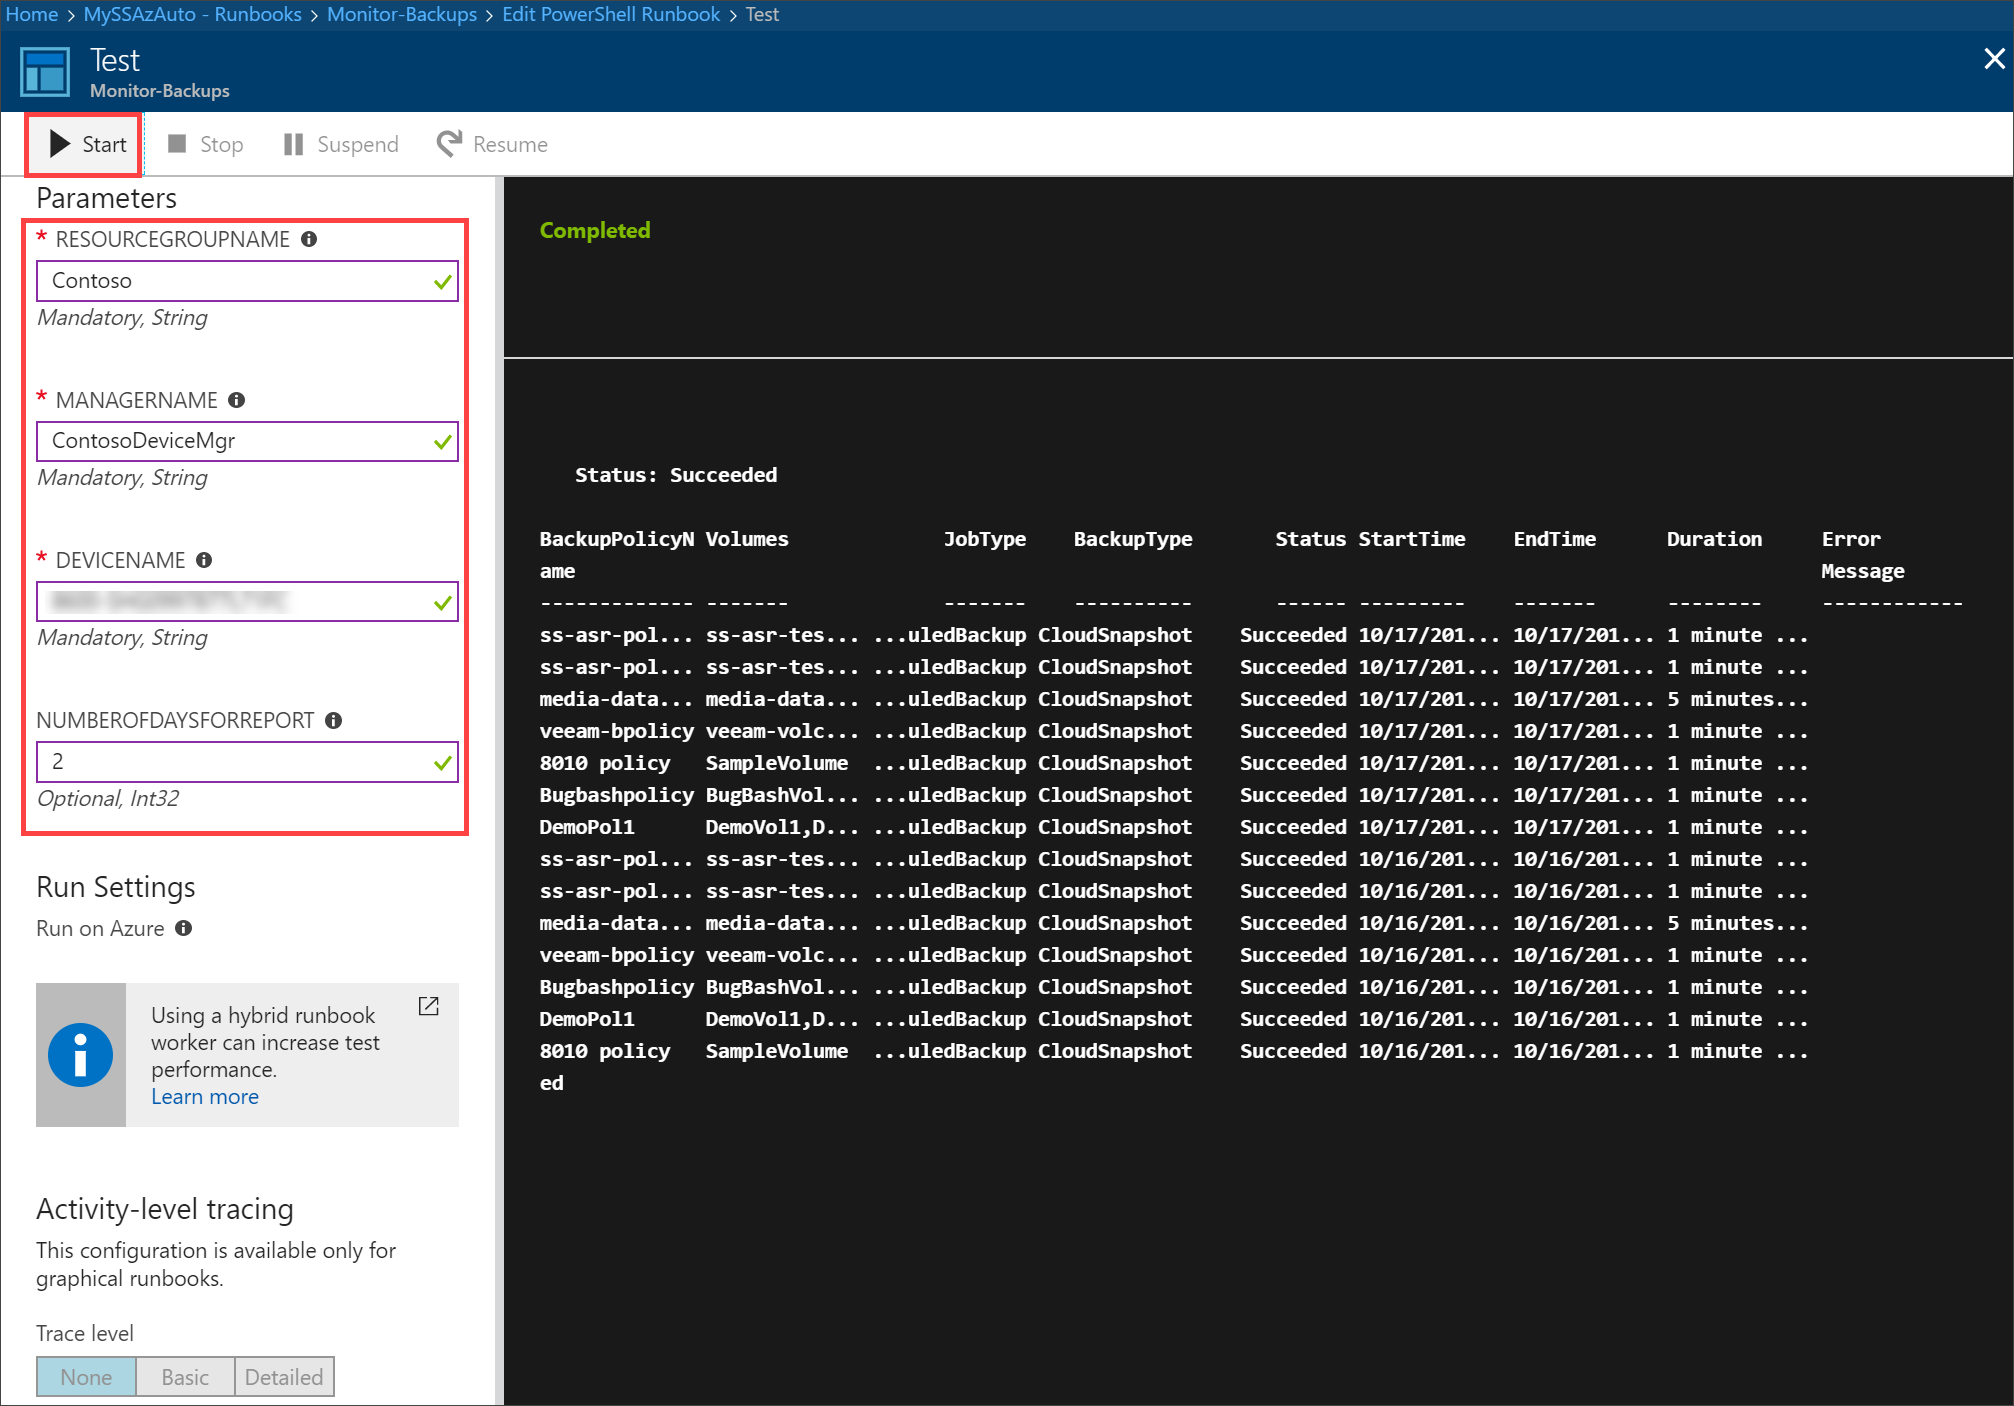 Home > MySSAzAuto - Runbooks > Monitor-Backups > Edit PowerShell Runbook > Test
Test
Monitor-Backups
Start Stop Suspend Resume
Parameters
* RESOURCEGROUPNAME
Contoso
Mandatory, String
* MANAGERNAME
ContosoDeviceMgr
Mandatory, String
* DEVICENAME
Mandatory, String
NUMBEROFDAYSFORREPORT
2
Optional, Int32
Run Settings
Run on Azure
Using a hybrid runbook
worker can increase test
performance.
Learn more
Activity-level tracing
This configuration is available only for
graphical runbooks.
Trace level
None Basic Detailed
Completed
Status: Succeeded
BackupPolicyN Volumes JobType BackupType Status StartTime EndTime Duration Error
ame Message
------------- ------- ------- ---------- ------ --------- ------- -------- ------------
ss-asr-pol... ss-asr-tes... ...uledBackup CloudSnapshot Succeeded 10/17/201... 10/17/201... 1 minute ...
ss-asr-pol... ss-asr-tes... ...uledBackup CloudSnapshot Succeeded 10/17/201... 10/17/201... 1 minute ...
media-data... media-data... ...uledBackup CloudSnapshot Succeeded 10/17/201... 10/17/201... 5 minutes...
veeam-bpolicy veeam-volc... ...uledBackup CloudSnapshot Succeeded 10/17/201... 10/17/201... 1 minute ...
8010 policy SampleVolume ...uledBackup CloudSnapshot Succeeded 10/17/201... 10/17/201... 1 minute ...
Bugbashpolicy BugBashVol... ...uledBackup CloudSnapshot Succeeded 10/17/201... 10/17/201... 1 minute ...
DemoPol1 DemoVol1,D... ...uledBackup CloudSnapshot Succeeded 10/17/201... 10/17/201... 1 minute ...
ss-asr-pol... ss-asr-tes... ...uledBackup CloudSnapshot Succeeded 10/16/201... 10/16/201... 1 minute ...
ss-asr-pol... ss-asr-tes... ...uledBackup CloudSnapshot Succeeded 10/16/201... 10/16/201... 1 minute ...
media-data... media-data... ...uledBackup CloudSnapshot Succeeded 10/16/201... 10/16/201... 5 minutes...
veeam-bpolicy veeam-volc... ...uledBackup CloudSnapshot Succeeded 10/16/201... 10/16/201... 1 minute ...
Bugbashpolicy BugBashVol... ...uledBackup CloudSnapshot Succeeded 10/16/201... 10/16/201... 1 minute ...
DemoPol1 DemoVol1,D... ...uledBackup CloudSnapshot Succeeded 10/16/201... 10/16/201... 1 minute ...
8010 policy SampleVolume ...uledBackup CloudSnapshot Succeeded 10/16/201... 10/16/201... 1 minute ...
ed